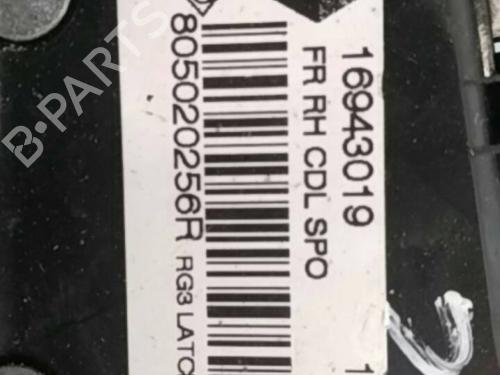 16943019
FR RH CDL SPO
805020256R RG3 LATC
B-PARTS